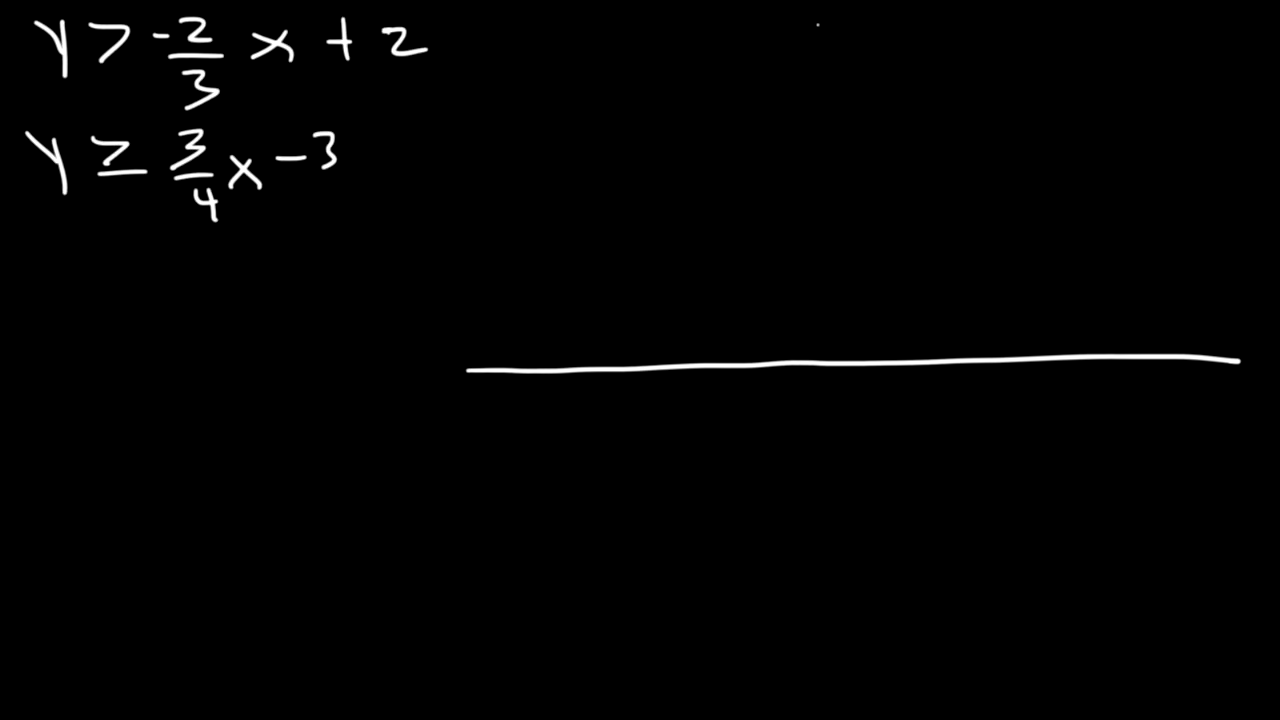 y > -2/3 x + 2
y ≥ 3/4 x - 3